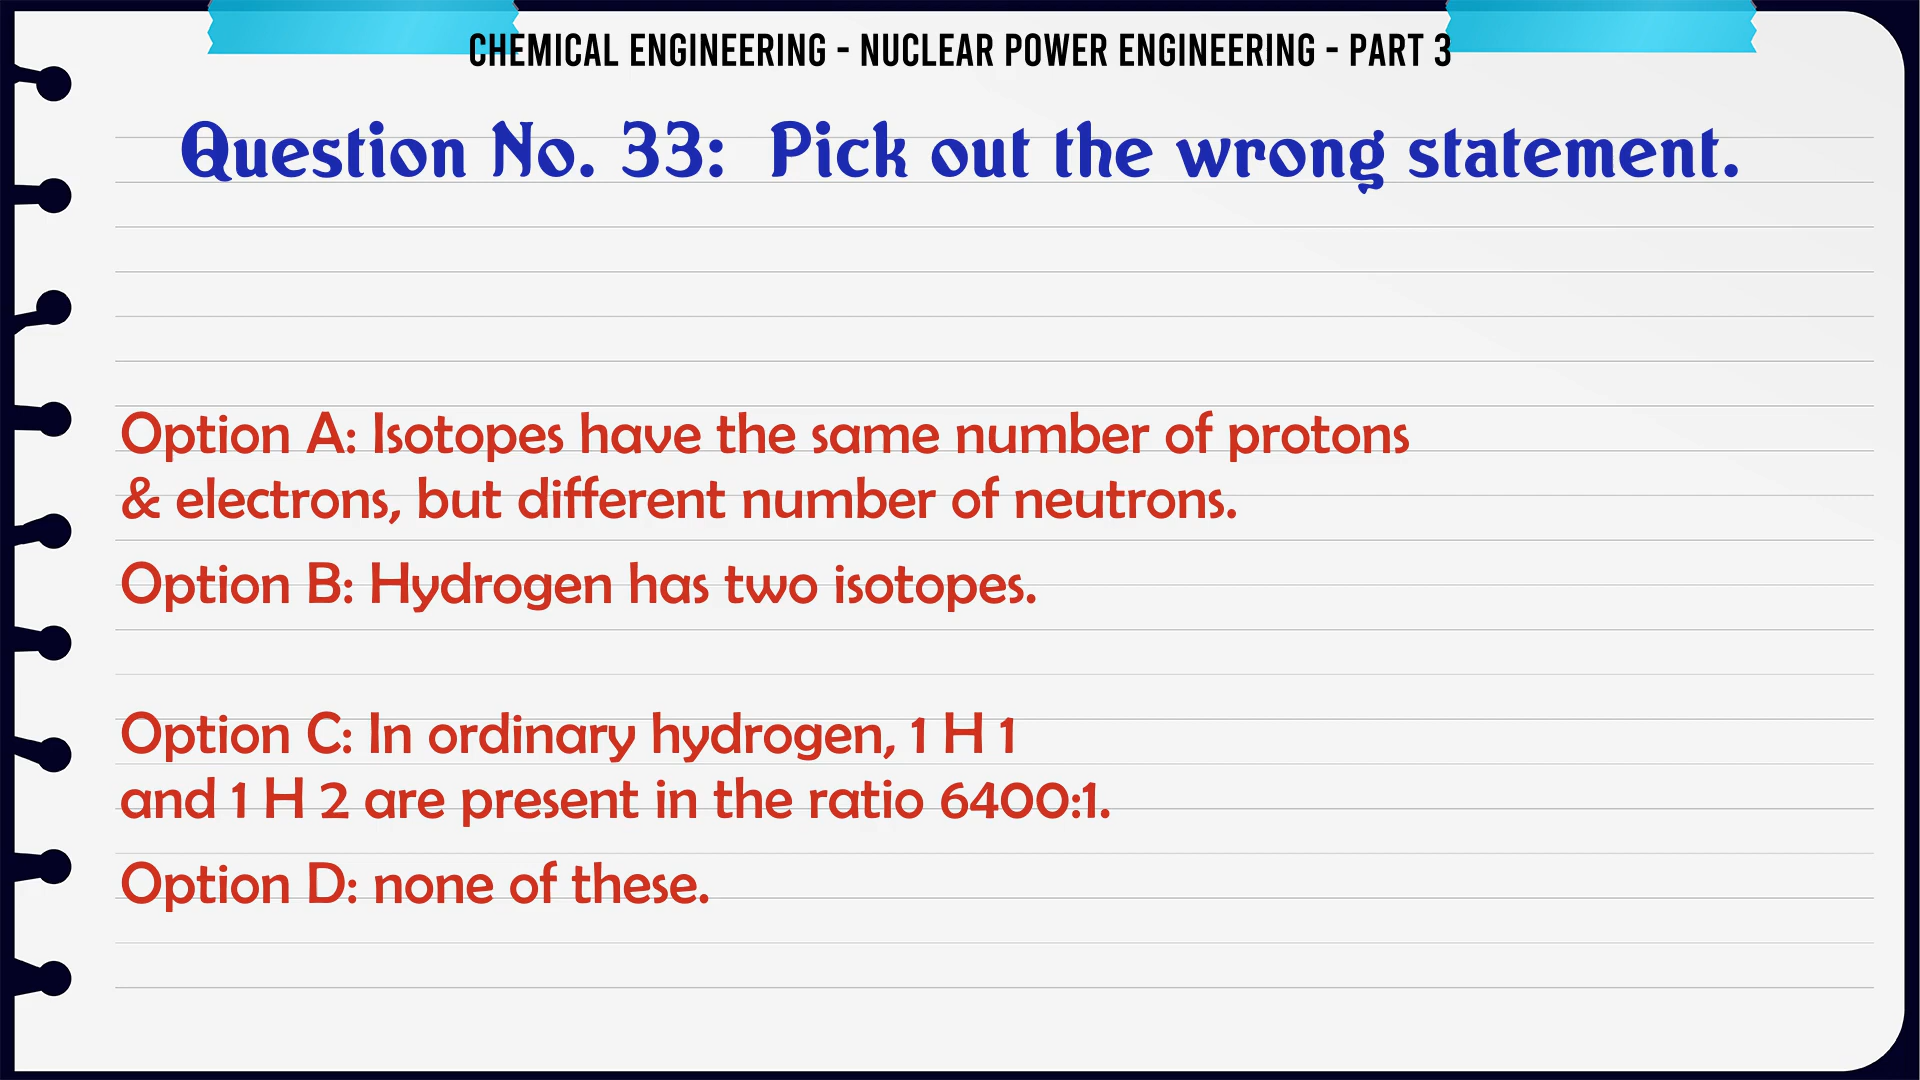 CHEMICAL ENGINEERING - NUCLEAR POWER ENGINEERING - PART 3
Question No. 33: Pick out the wrong statement.
Option A: Isotopes have the same number of protons
& electrons, but different number of neutrons.
Option B: Hydrogen has two isotopes.
Option C: In ordinary hydrogen, 1 H 1
and 1 H 2 are present in the ratio 6400:1.
Option D: none of these.